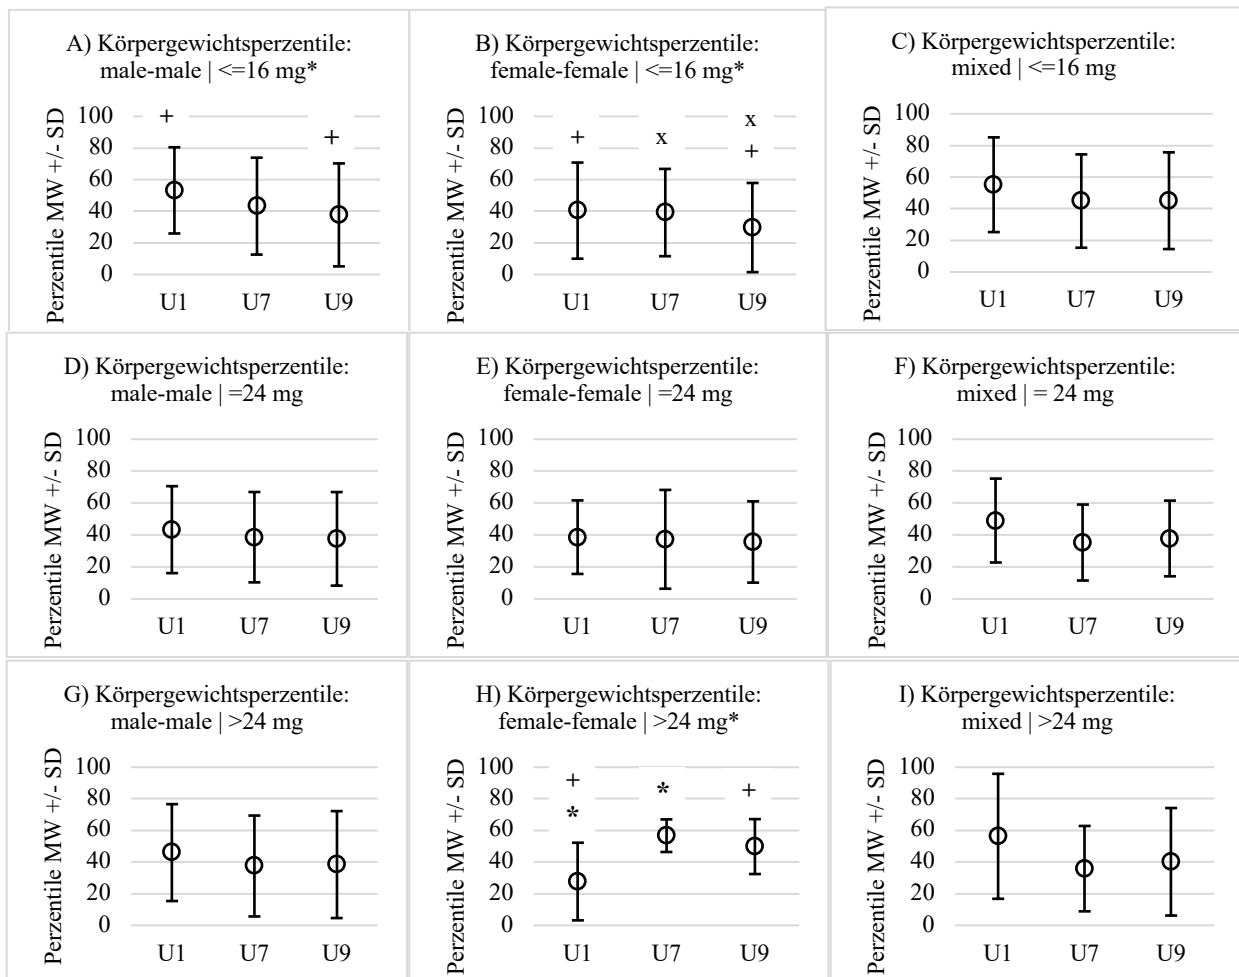 A) Körpergewichtsperzentile:
male-male | <=16 mg*
Perzentile MW +/- SD
100
80
60
40
20
0
+
+
U1 U7 U9
B) Körpergewichtsperzentile:
female-female | <=16 mg*
Perzentile MW +/- SD
100
80
60
40
20
0
x
+ x +
U1 U7 U9
C) Körpergewichtsperzentile:
mixed | <=16 mg
Perzentile MW +/- SD
100
80
60
40
20
0
U1 U7 U9
D) Körpergewichtsperzentile:
male-male | =24 mg
Perzentile MW +/- SD
100
80
60
40
20
0
U1 U7 U9
E) Körpergewichtsperzentile:
female-female | =24 mg
Perzentile MW +/- SD
100
80
60
40
20
0
U1 U7 U9
F) Körpergewichtsperzentile:
mixed | = 24 mg
Perzentile MW +/- SD
100
80
60
40
20
0
U1 U7 U9
G) Körpergewichtsperzentile:
male-male | >24 mg
Perzentile MW +/- SD
100
80
60
40
20
0
U1 U7 U9
H) Körpergewichtsperzentile:
female-female | >24 mg*
Perzentile MW +/- SD
100
80
60
40
20
0
+ * +
*
U1 U7 U9
I) Körpergewichtsperzentile:
mixed | >24 mg
Perzentile MW +/- SD
100
80
60
40
20
0
U1 U7 U9